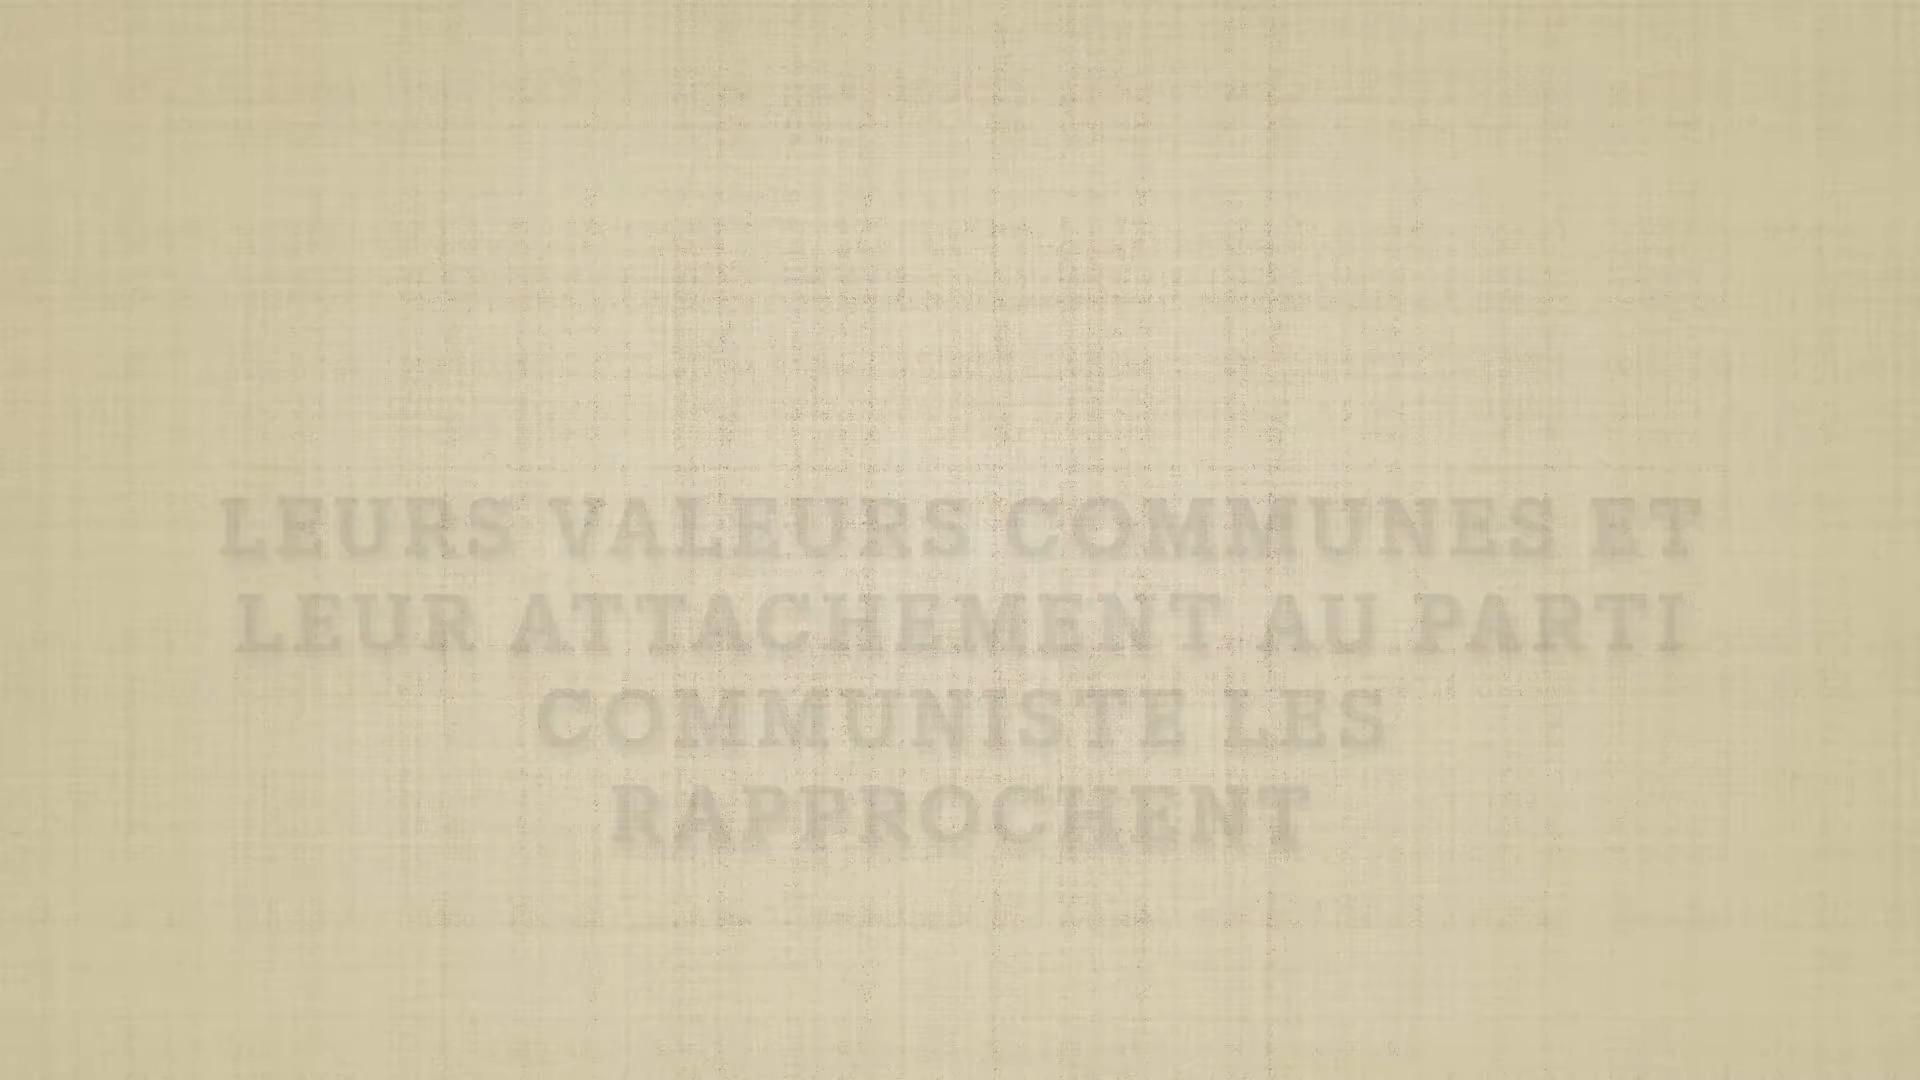 LEURS VALEURS COMMUNES ET
LEUR ATTACHEMENT AU PARTI
COMMUNISTE LES
RAPPROCHENT